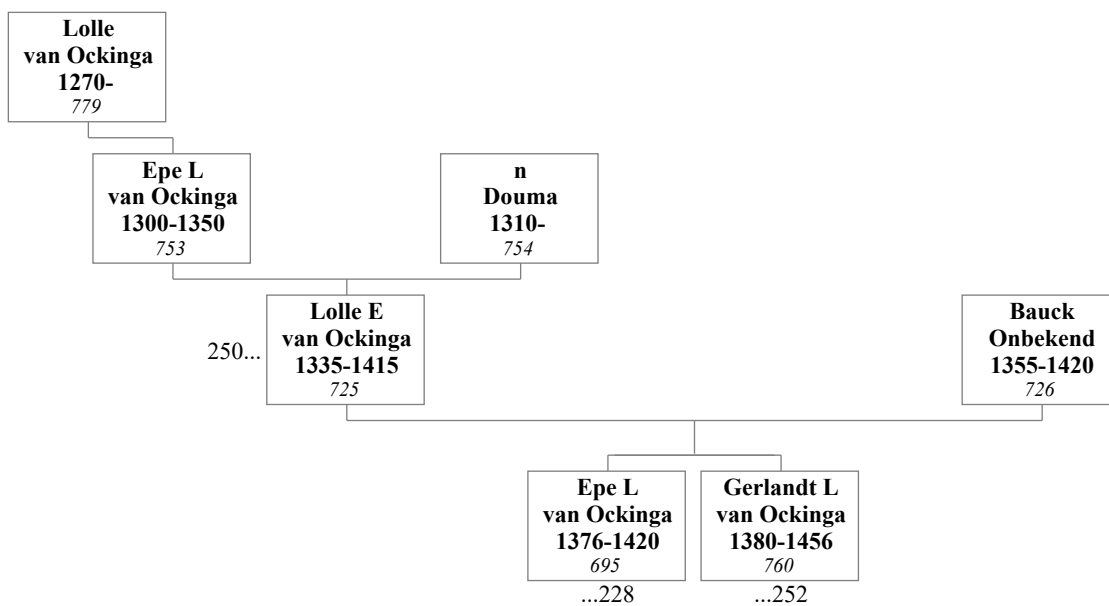 Lolle
van Ockinga
1270-
779
Epe L
van Ockinga
1300-1350
753
n
Douma
1310-
754
250...
Lolle E
van Ockinga
1335-1415
725
Bauck
Onbekend
1355-1420
726
Epe L
van Ockinga
1376-1420
695
...228
Gerlandt L
van Ockinga
1380-1456
760
...252